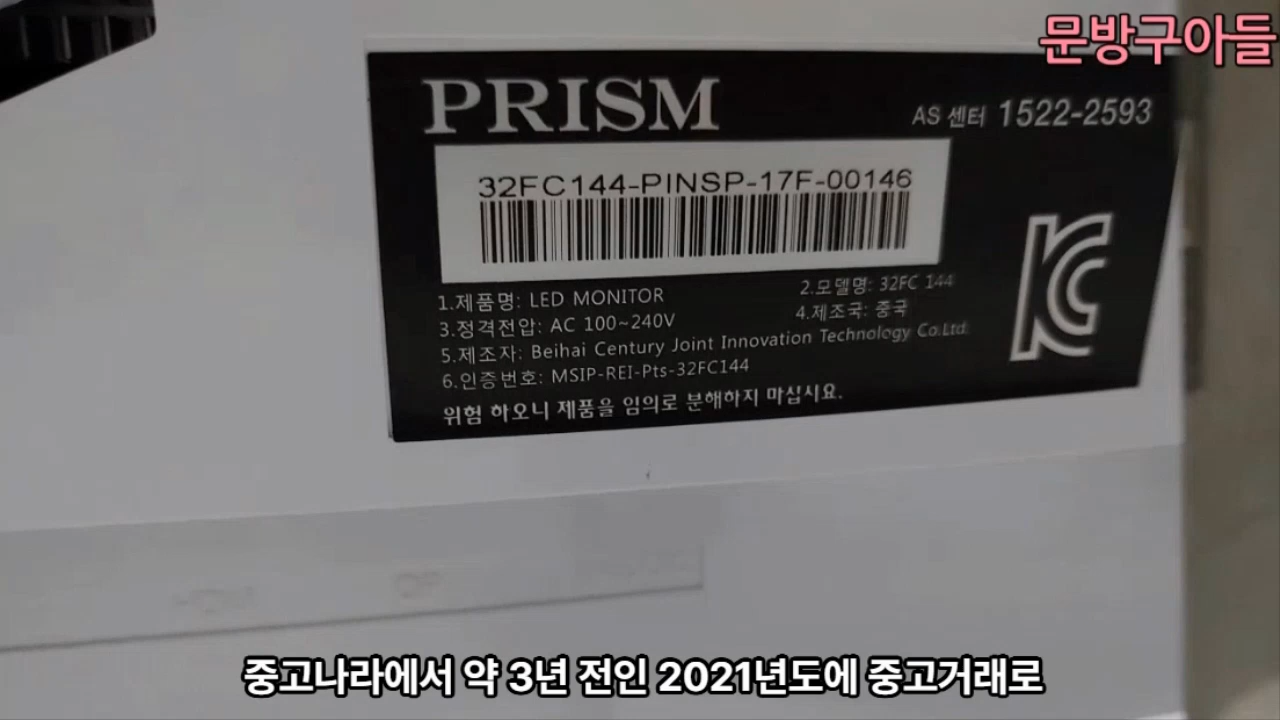 문방구아들
PRISM
AS 센터 1522-2593
32FC144-PINSP-17F-00146
1.제품명: LED MONITOR
2.모델명: 32FC 144
3.정격전압: AC 100~240V
4.제조국: 중국
5.제조자: Beihai Century Joint Innovation Technology Co.Ltd.
6.인증번호: MSIP-REI-Pts-32FC144
위험 하오니 제품을 임의로 분해하지 마십시요.
중고나라에서 약 3년 전인 2021년도에 중고거래로